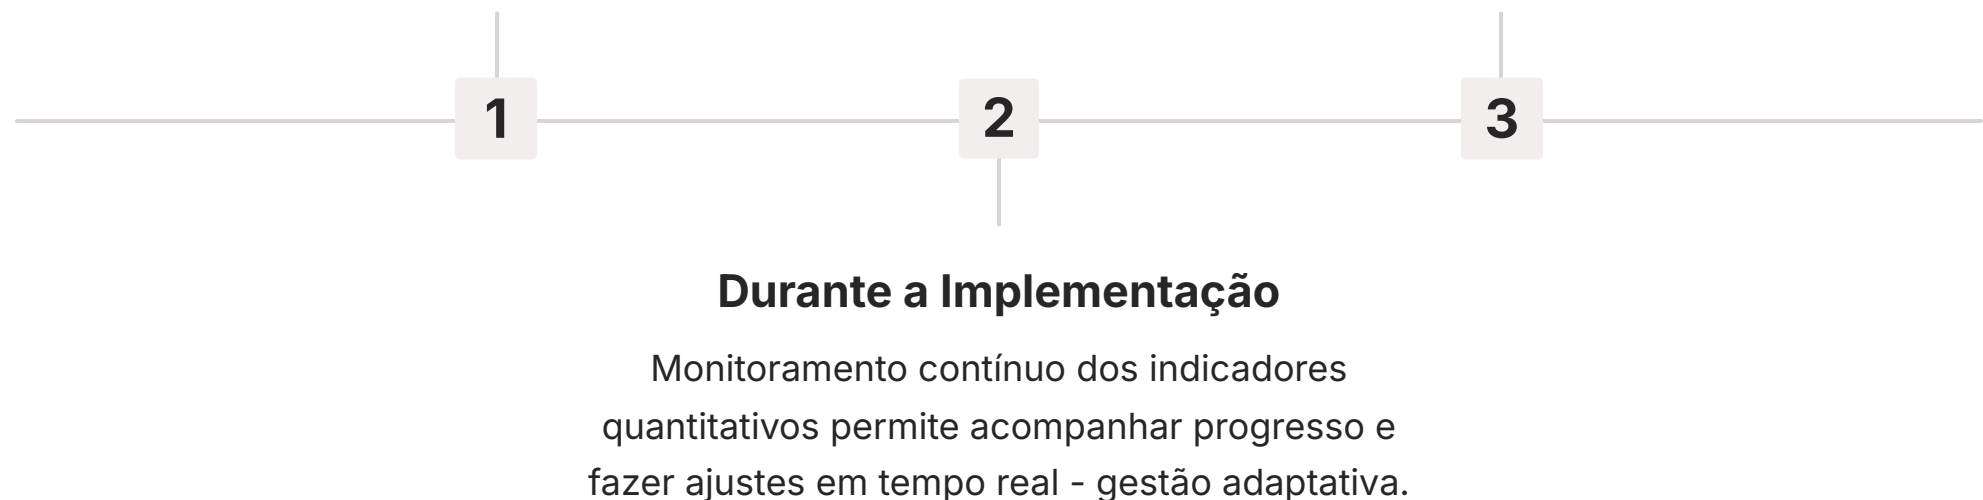 1
2
3
Durante a Implementação
Monitoramento contínuo dos indicadores
quantitativos permite acompanhar progresso e
fazer ajustes em tempo real - gestão adaptativa.